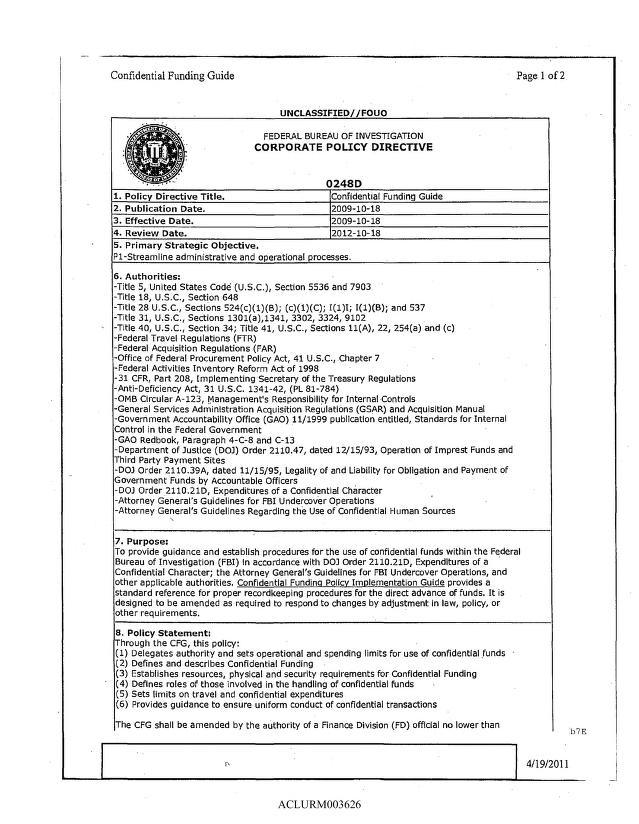 Confidential Funding Guide Page 1 of 2
UNCLASSIFIED//FOUO
FEDERAL BUREAU OF INVESTIGATION
CORPORATE POLICY DIRECTIVE
0248D
1. Policy Directive Title. Confidential Funding Guide
2. Publication Date. 2009-10-18
3. Effective Date. 2009-10-18
4. Review Date. 2012-10-18
5. Primary Strategic Objective.
P1-Streamline administrative and operational processes.
6. Authorities:
-Title 5, United States Code (U.S.C.), Section 5536 and 7903
-Title 18, U.S.C., Section 648
-Title 28 U.S.C., Sections 524(c)(1)(B); (c)(1)(C); I(1)I; I(1)(B); and 537
-Title 31, U.S.C., Sections 1301(a),1341, 3302, 3324, 9102
-Title 40, U.S.C., Section 34; Title 41, U.S.C., Sections 11(A), 22, 254(a) and (c)
-Federal Travel Regulations (FTR)
-Federal Acquisition Regulations (FAR)
-Office of Federal Procurement Policy Act, 41 U.S.C., Chapter 7
-Federal Activities Inventory Reform Act of 1998
-31 CFR, Part 208, Implementing Secretary of the Treasury Regulations
-Anti-Deficiency Act, 31 U.S.C. 1341-42, (PL 81-784)
-OMB Circular A-123, Management's Responsibility for Internal Controls
-General Services Administration Acquisition Regulations (GSAR) and Acquisition Manual
-Government Accountability Office (GAO) 11/1999 publication entitled, Standards for Internal
Control in the Federal Government
-GAO Redbook, Paragraph 4-C-8 and C-13
-Department of Justice (DOJ) Order 2110.47, dated 12/15/93, Operation of Imprest Funds and
Third Party Payment Sites
-DOJ Order 2110.39A, dated 11/15/95, Legality of and Liability for Obligation and Payment of
Government Funds by Accountable Officers
-DOJ Order 2110.21D, Expenditures of a Confidential Character
-Attorney General's Guidelines for FBI Undercover Operations
-Attorney General's Guidelines Regarding the Use of Confidential Human Sources
7. Purpose:
To provide guidance and establish procedures for the use of confidential funds within the Federal
Bureau of Investigation (FBI) in accordance with DOJ Order 2110.21D, Expenditures of a
Confidential Character; the Attorney General's Guidelines for FBI Undercover Operations, and
other applicable authorities. Confidential Funding Policy Implementation Guide provides a
standard reference for proper recordkeeping procedures for the direct advance of funds. It is
designed to be amended as required to respond to changes by adjustment in law, policy, or
other requirements.
8. Policy Statement:
Through the CFG, this policy:
(1) Delegates authority and sets operational and spending limits for use of confidential funds
(2) Defines and describes Confidential Funding
(3) Establishes resources, physical and security requirements for Confidential Funding
(4) Defines roles of those involved in the handling of confidential funds
(5) Sets limits on travel and confidential expenditures
(6) Provides guidance to ensure uniform conduct of confidential transactions
The CFG shall be amended by the authority of a Finance Division (FD) official no lower than
b7E
4/19/2011
ACLURM003626